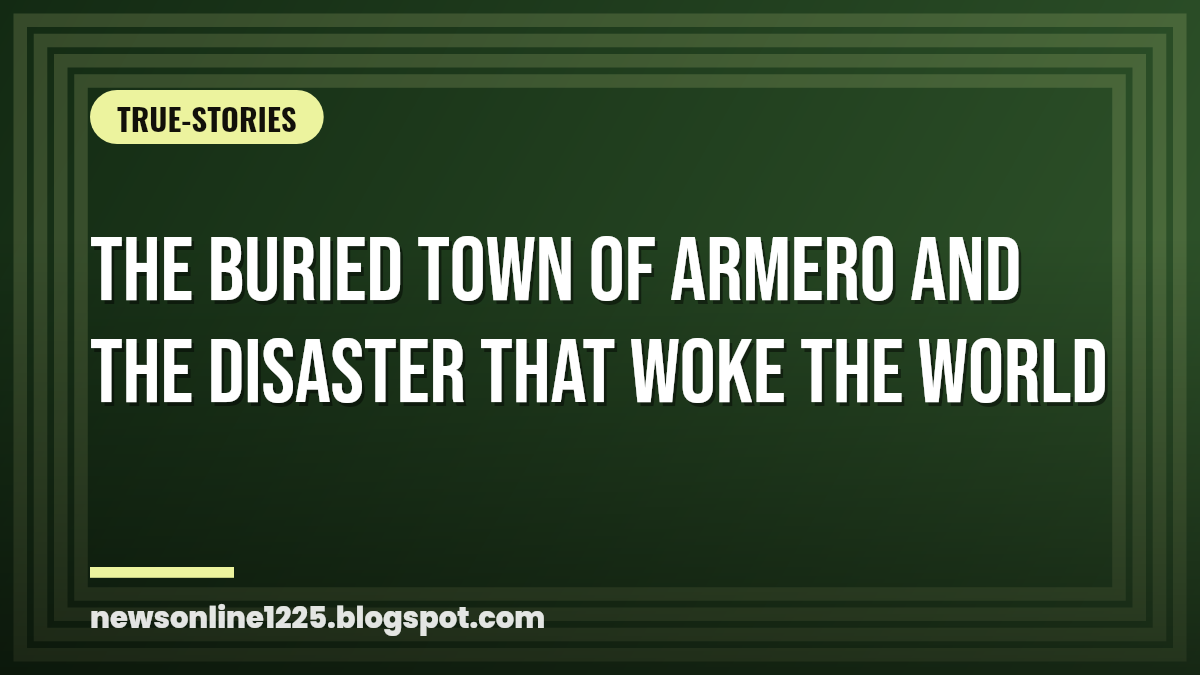 TRUE-STORIES
THE BURIED TOWN OF ARMERO AND
THE DISASTER THAT WOKE THE WORLD
newsonline1225.blogspot.com